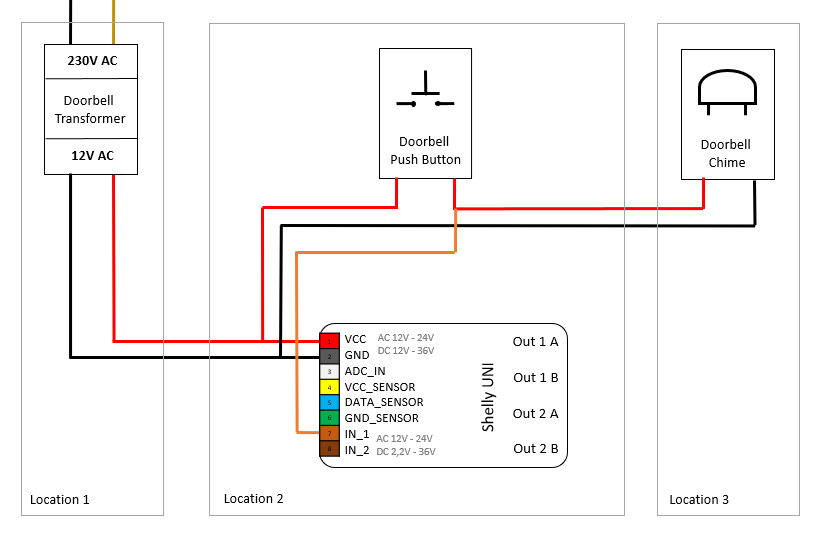 230V AC
Doorbell
Transformer
12V AC
Doorbell
Push Button
Doorbell
Chime
1 VCC AC 12V - 24V
DC 12V - 36V
2 GND
3 ADC_IN
4 VCC_SENSOR
5 DATA_SENSOR
6 GND_SENSOR
7 IN_1 AC 12V - 24V
8 IN_2 DC 2,2V - 36V
Shelly UNI
Out 1 A
Out 1 B
Out 2 A
Out 2 B
Location 1
Location 2
Location 3